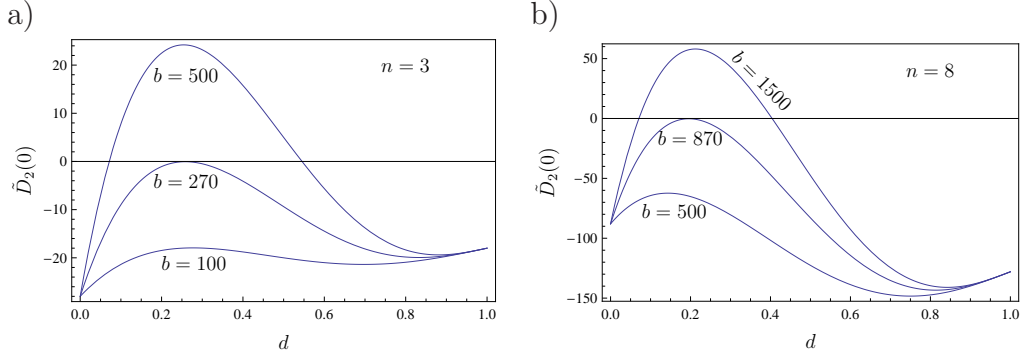 a)
20
0
−20
D̃₂(0)
n = 3
b = 500
b = 270
b = 100
0.0 0.2 0.4 0.6 0.8 1.0
d
b)
50
0
−50
−100
−150
D̃₂(0)
n = 8
b = 1500
b = 870
b = 500
0.0 0.2 0.4 0.6 0.8 1.0
d